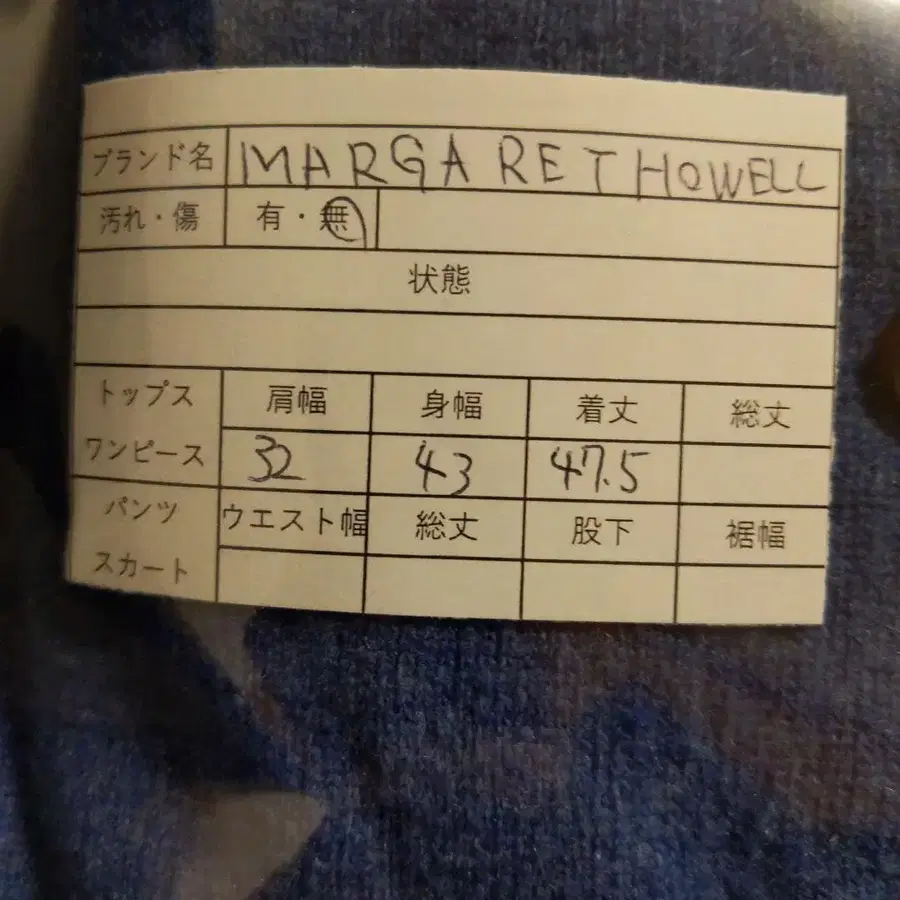 ブランド名 MARGARET HOWELL
汚れ・傷 有・無
状態
トップス 肩幅 身幅 着丈 総丈
ワンピース 32 43 47.5
パンツ ウエスト幅 総丈 股下 裾幅
スカート